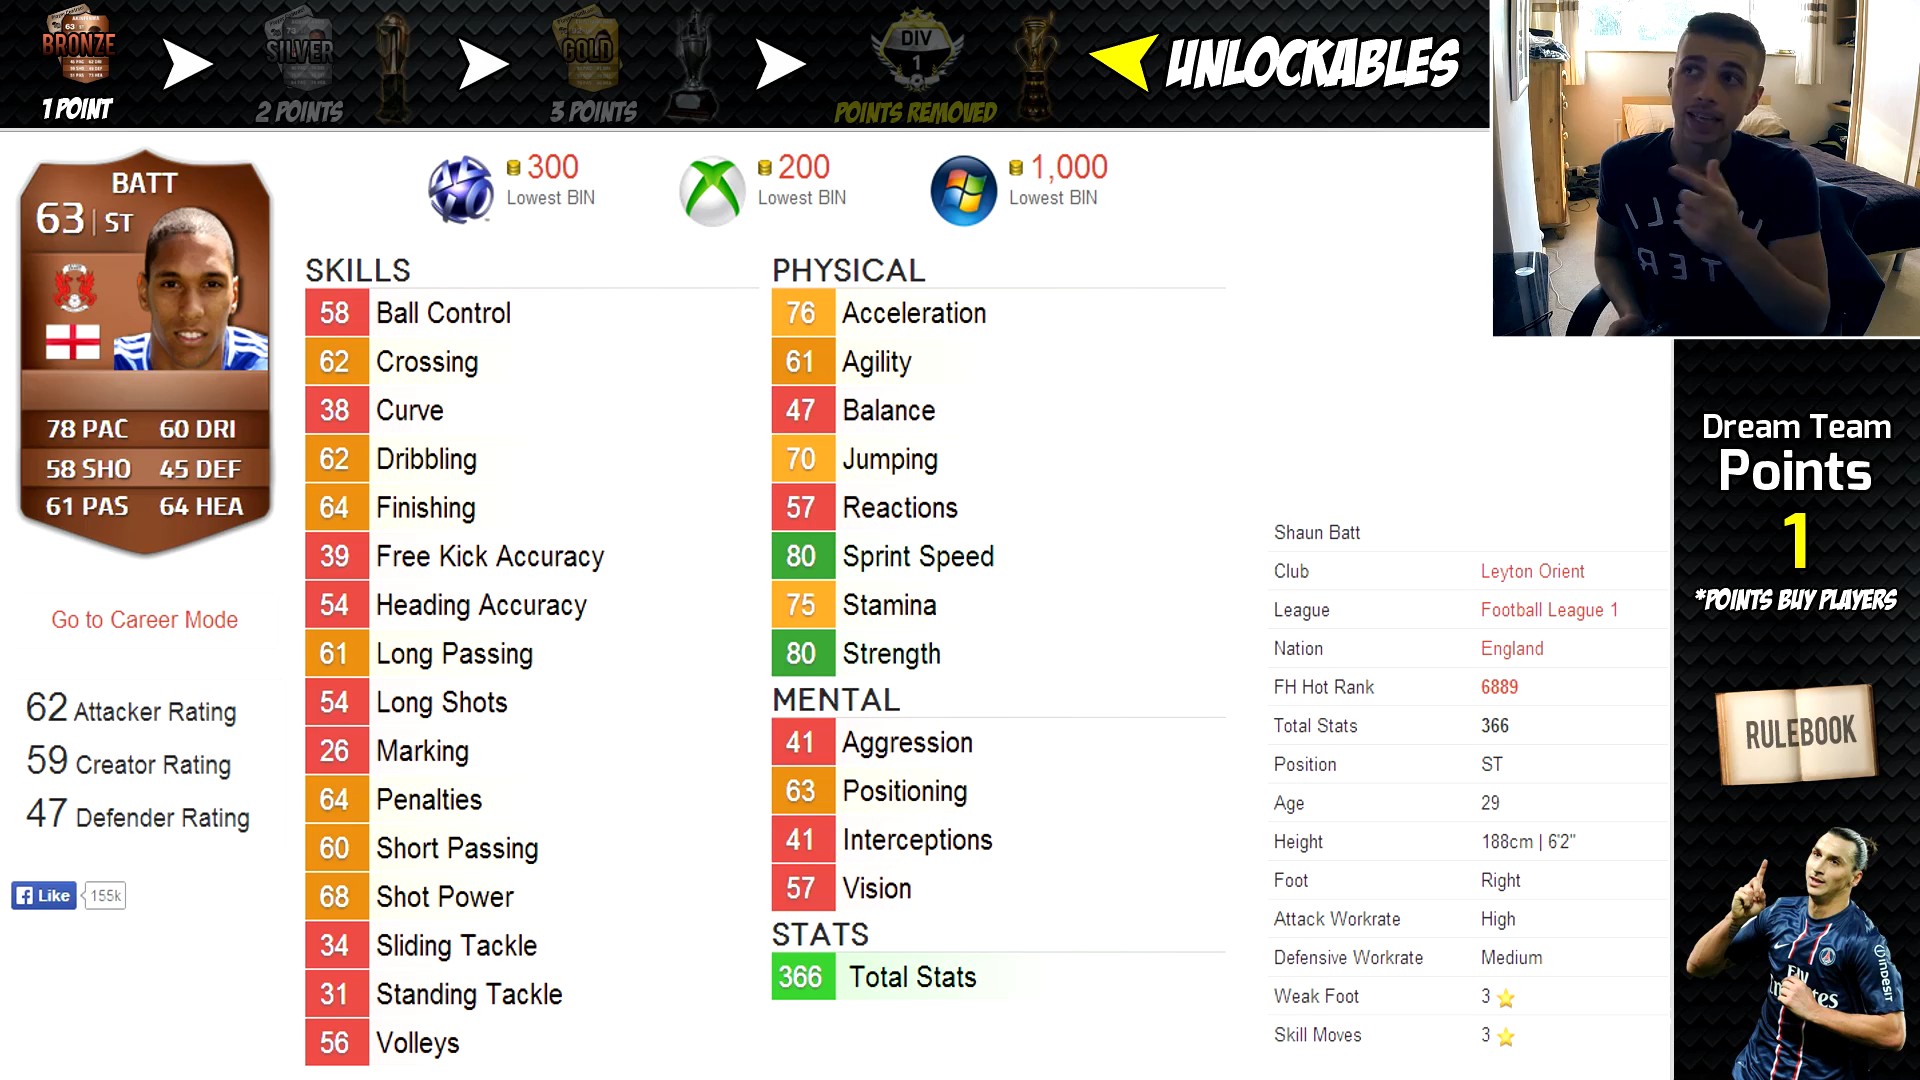 BRONZE
1 POINT
SILVER
2 POINTS
GOLD
3 POINTS
DIV
1
POINTS REMOVED
UNLOCKABLES
BATT
63 | ST
78 PAC 60 DRI
58 SHO 45 DEF
61 PAS 64 HEA
Go to Career Mode
62 Attacker Rating
59 Creator Rating
47 Defender Rating
Like 155k
300
Lowest BIN
200
Lowest BIN
1,000
Lowest BIN
SKILLS
58 Ball Control
62 Crossing
38 Curve
62 Dribbling
64 Finishing
39 Free Kick Accuracy
54 Heading Accuracy
61 Long Passing
54 Long Shots
26 Marking
64 Penalties
60 Short Passing
68 Shot Power
34 Sliding Tackle
31 Standing Tackle
56 Volleys
PHYSICAL
76 Acceleration
61 Agility
47 Balance
70 Jumping
57 Reactions
80 Sprint Speed
75 Stamina
80 Strength
MENTAL
41 Aggression
63 Positioning
41 Interceptions
57 Vision
STATS
366 Total Stats
Shaun Batt
Club Leyton Orient
League Football League 1
Nation England
FH Hot Rank 6889
Total Stats 366
Position ST
Age 29
Height 188cm | 6'2"
Foot Right
Attack Workrate High
Defensive Workrate Medium
Weak Foot 3
Skill Moves 3
Dream Team
Points
1
*POINTS BUY PLAYERS
RULEBOOK
Fly
Emirates
INDESIT